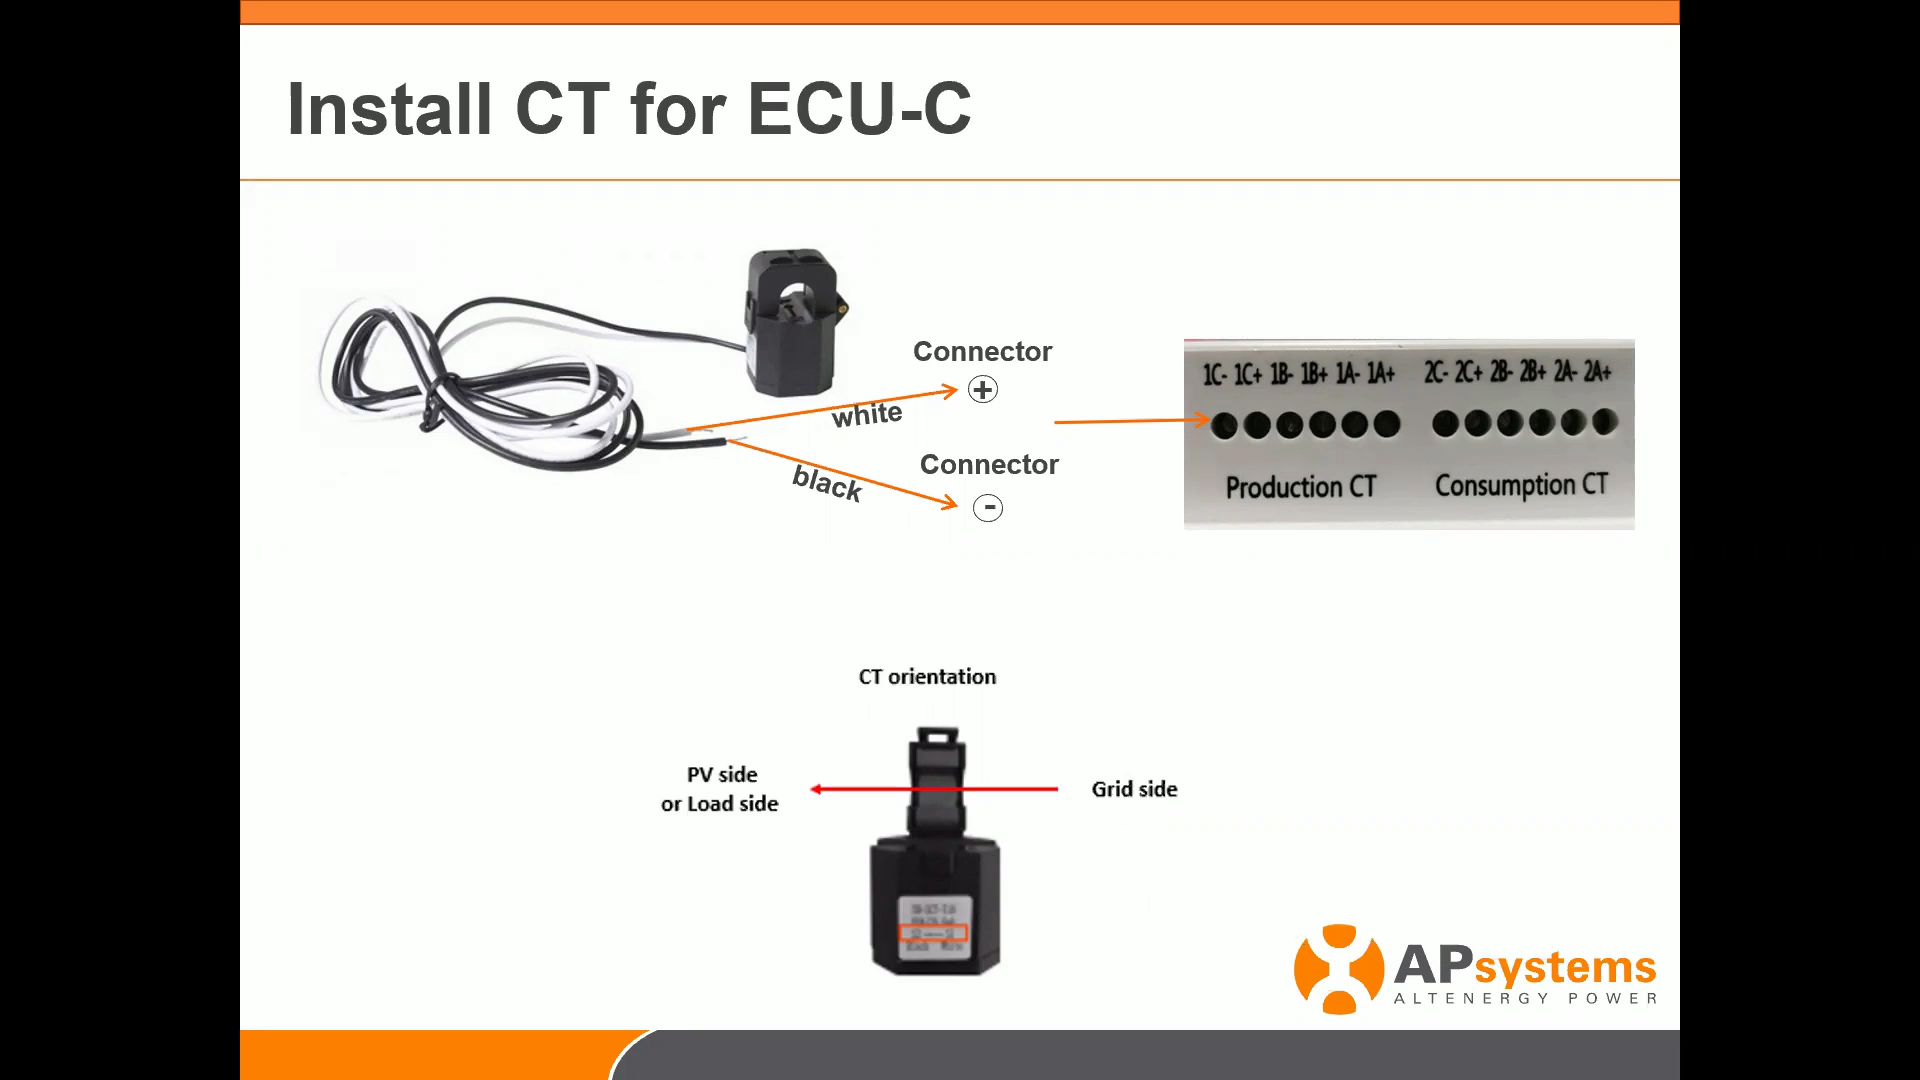 Install CT for ECU-C
Connector
+
white
Connector
black
-
1C- 1C+ 1B- 1B+ 1A- 1A+ 2C- 2C+ 2B- 2B+ 2A- 2A+
Production CT Consumption CT
CT orientation
PV side
or Load side
Grid side
APsystems
ALTENERGY POWER